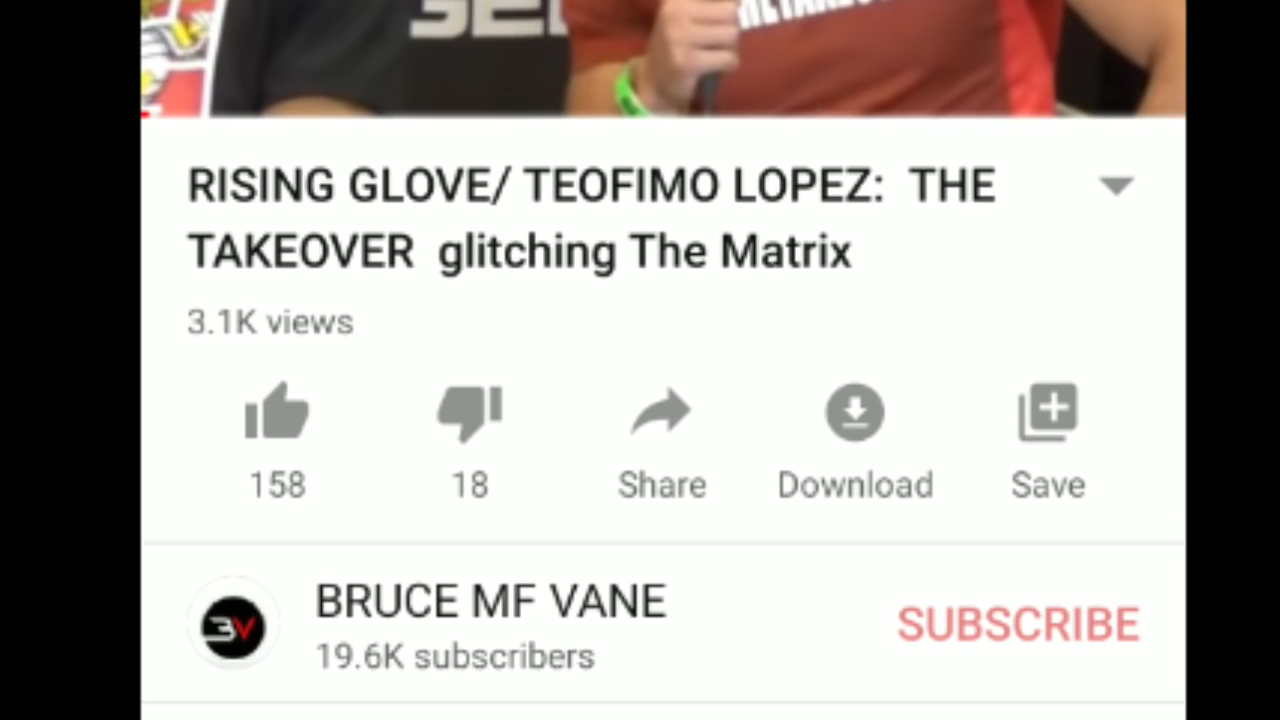 RISING GLOVE/ TEOFIMO LOPEZ: THE
TAKEOVER glitching The Matrix
3.1K views
158 18 Share Download Save
BRUCE MF VANE
19.6K subscribers
SUBSCRIBE